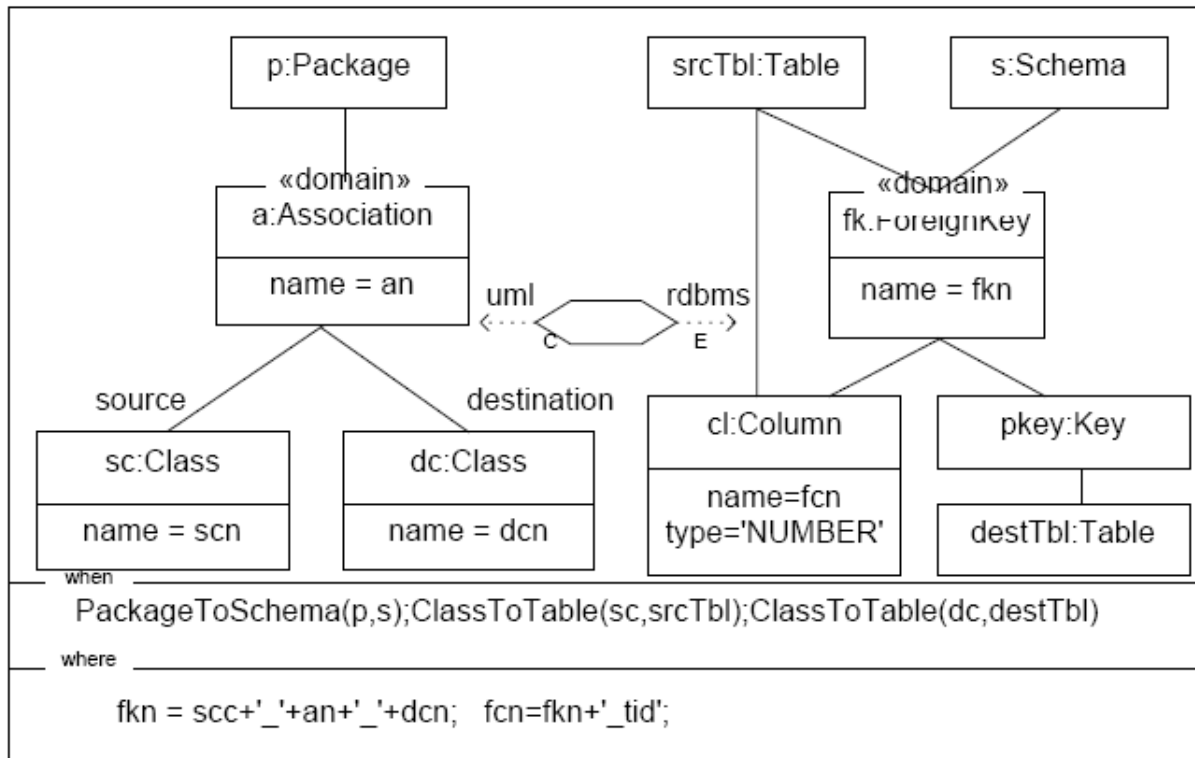 p:Package
srcTbl:Table
s:Schema
«domain»
a:Association
name = an
«domain»
fk:ForeignKey
name = fkn
uml
rdbms
C
E
source
destination
sc:Class
name = scn
dc:Class
name = dcn
cl:Column
name=fcn
type='NUMBER'
pkey:Key
destTbl:Table
when
PackageToSchema(p,s);ClassToTable(sc,srcTbl);ClassToTable(dc,destTbl)
where
fkn = scc+'_'+an+'_'+dcn; fcn=fkn+'_tid';